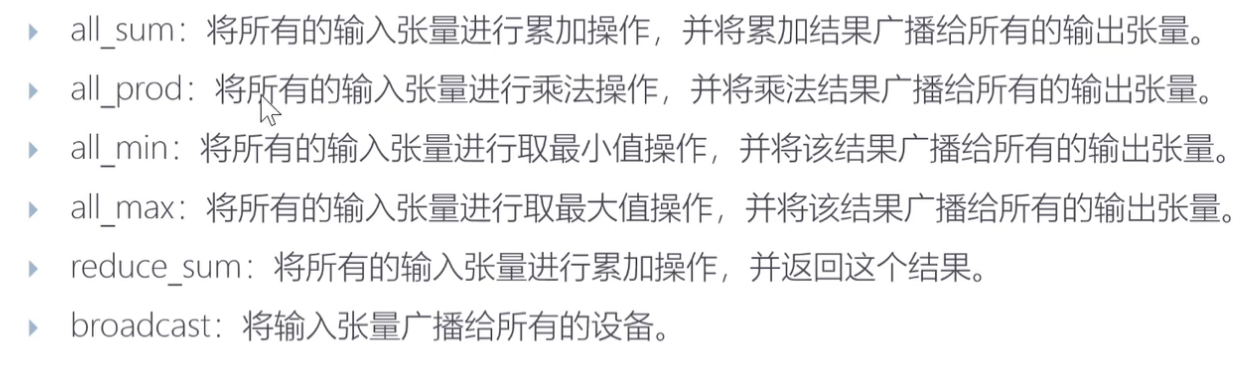 all_sum：将所有的输入张量进行累加操作，并将累加结果广播给所有的输出张量。
all_prod：将所有的输入张量进行乘法操作，并将乘法结果广播给所有的输出张量。
all_min：将所有的输入张量进行取最小值操作，并将该结果广播给所有的输出张量。
all_max：将所有的输入张量进行取最大值操作，并将该结果广播给所有的输出张量。
reduce_sum：将所有的输入张量进行累加操作，并返回这个结果。
broadcast：将输入张量广播给所有的设备。